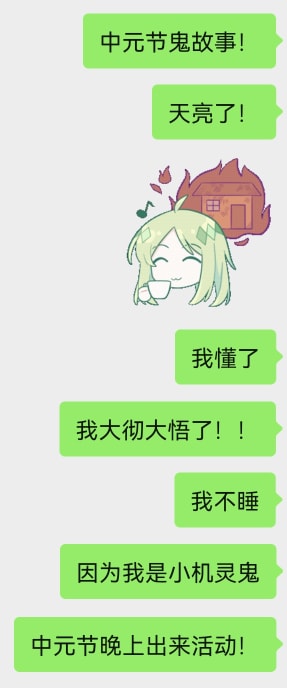 中元节鬼故事！
天亮了！
我懂了
我大彻大悟了！！
我不睡
因为我是小机灵鬼
中元节晚上出来活动！